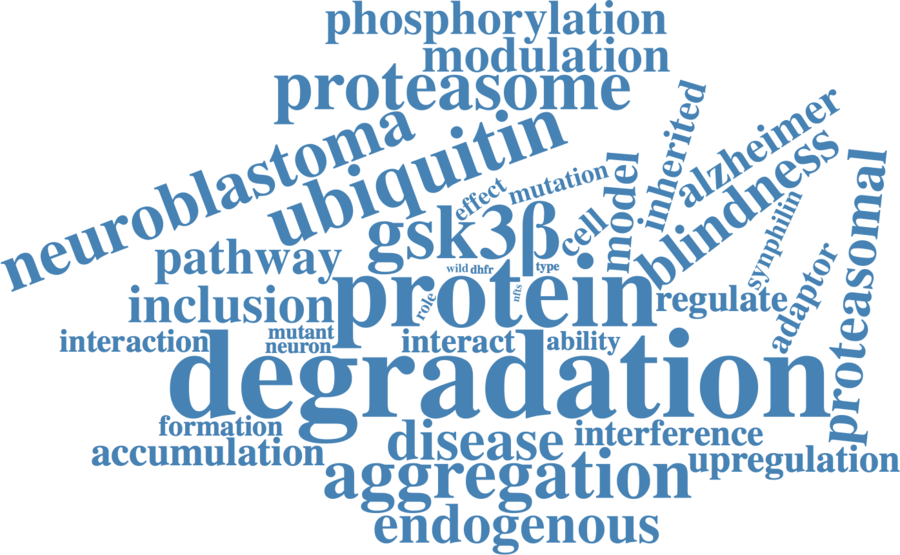 phosphorylation
modulation
proteasome
neuroblastoma
ubiquitin
inherited
alzheimer
blindness
proteasomal
effect
mutation
model
gsk3β
cell
synphilin
adaptor
pathway
wild
dhfr
type
nfts
inclusion
role
protein
regulate
interaction
mutant
neuron
interact
ability
degradation
formation
accumulation
disease
interference
upregulation
aggregation
endogenous